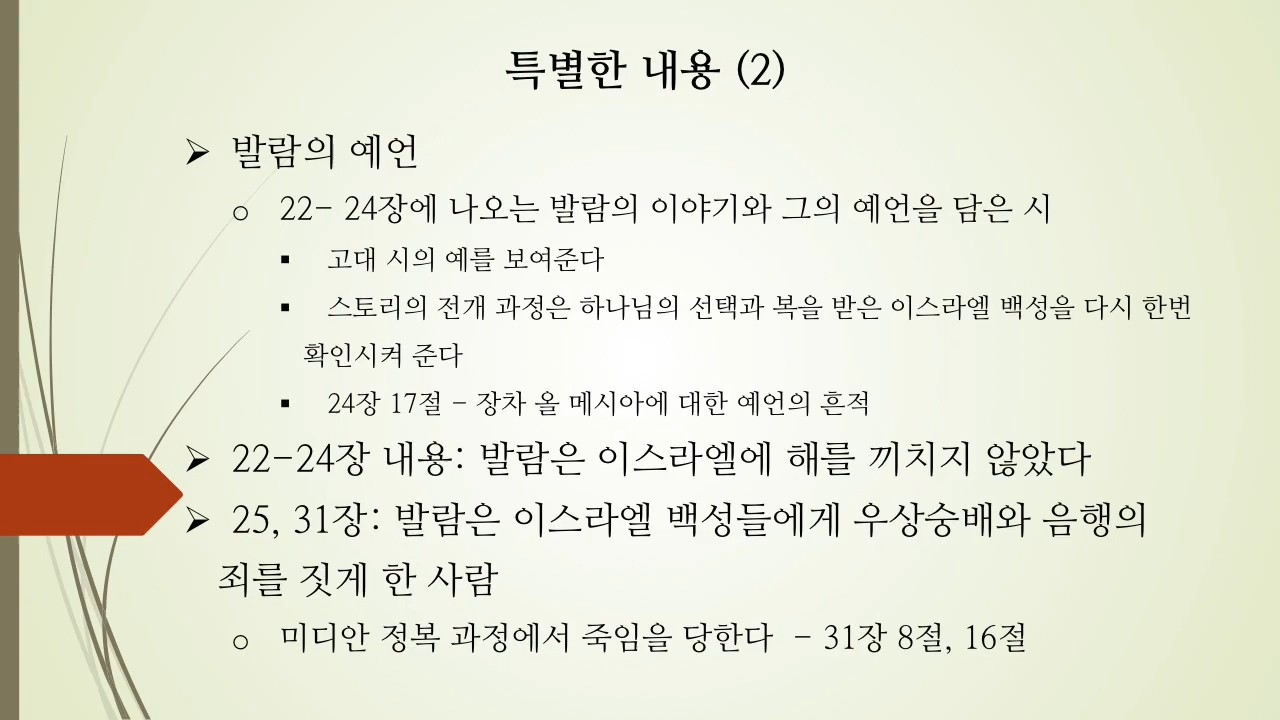 특별한 내용 (2)
➢ 발람의 예언
o 22- 24장에 나오는 발람의 이야기와 그의 예언을 담은 시
▪ 고대 시의 예를 보여준다
▪ 스토리의 전개 과정은 하나님의 선택과 복을 받은 이스라엘 백성을 다시 한번
확인시켜 준다
▪ 24장 17절 - 장차 올 메시아에 대한 예언의 흔적
➢ 22-24장 내용: 발람은 이스라엘에 해를 끼치지 않았다
➢ 25, 31장: 발람은 이스라엘 백성들에게 우상숭배와 음행의
죄를 짓게 한 사람
o 미디안 정복 과정에서 죽임을 당한다 - 31장 8절, 16절